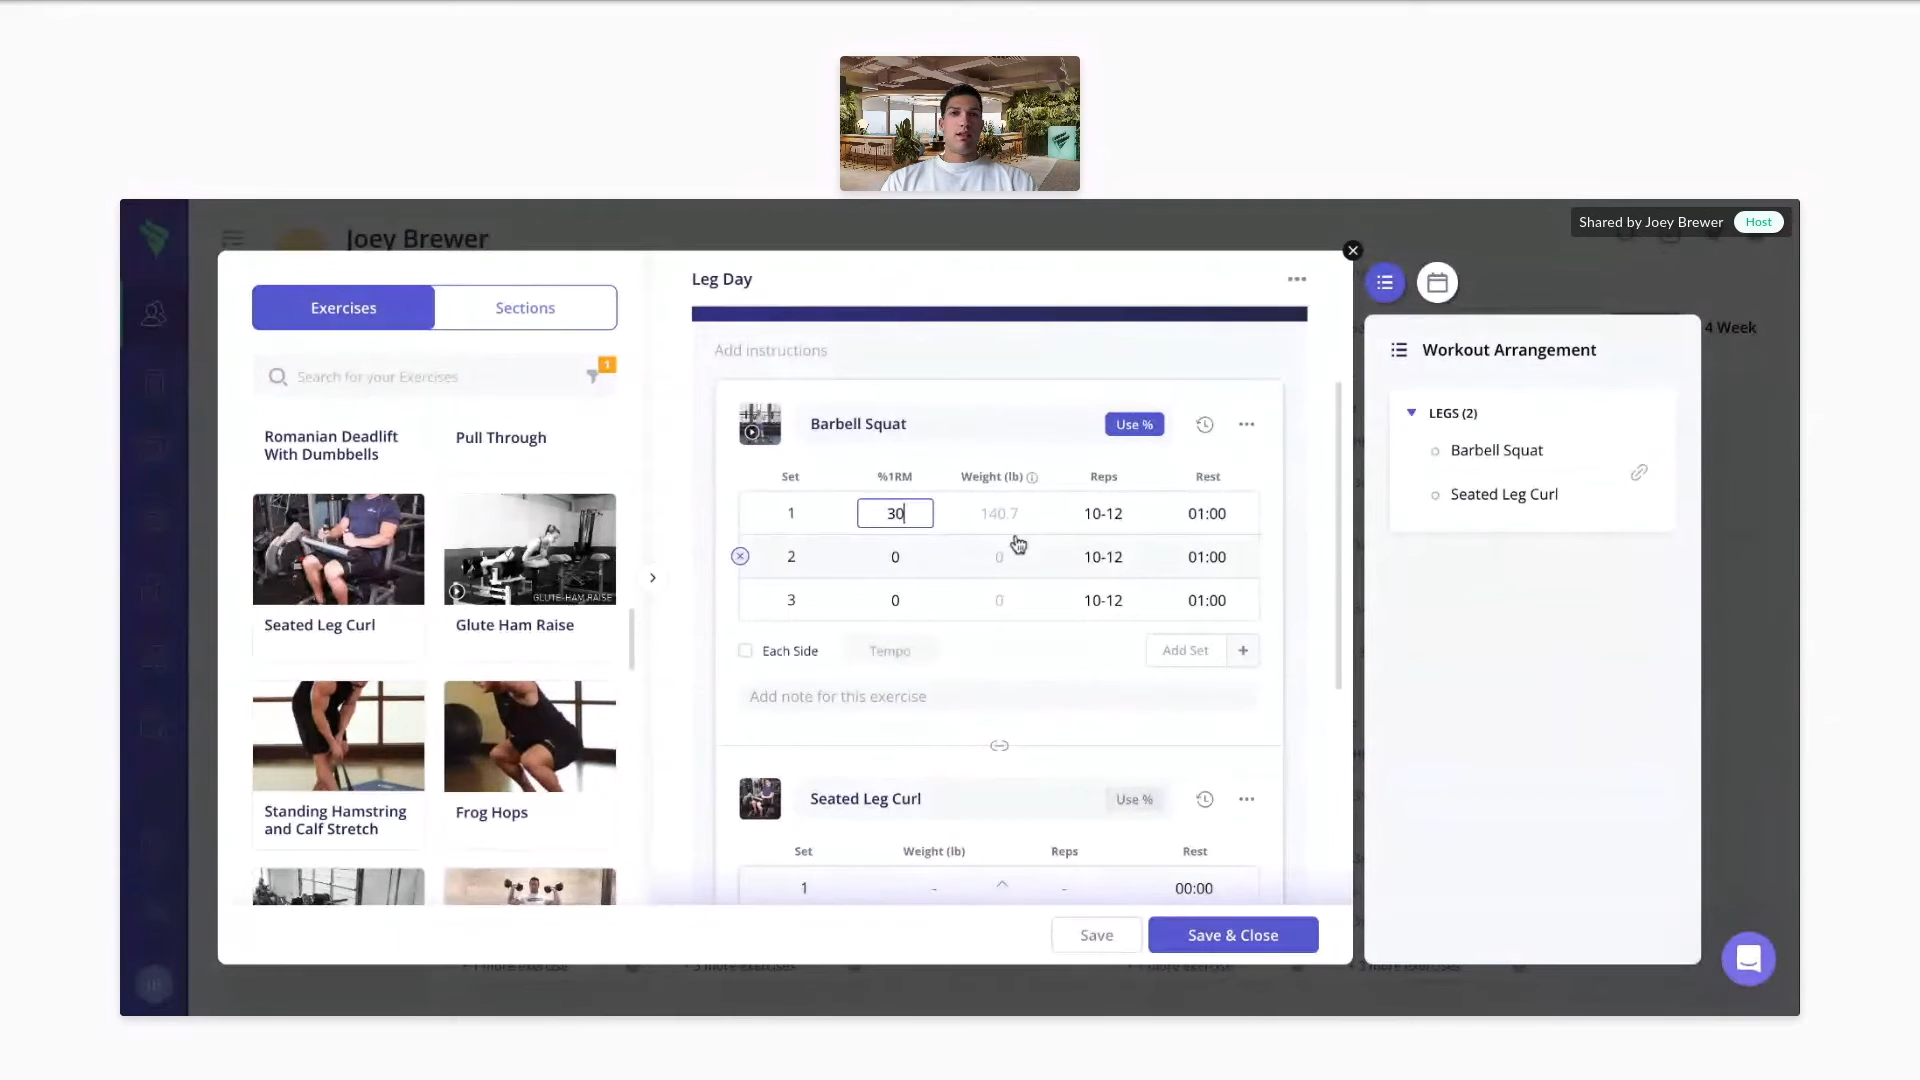 Shared by Joey Brewer Host
Joey Brewer
Exercises Sections
Search for your Exercises
1
Romanian Deadlift
With Dumbbells
Pull Through
GLUTE-HAM RAISE
Seated Leg Curl
Glute Ham Raise
Standing Hamstring
and Calf Stretch
Frog Hops
Leg Day
Add instructions
Barbell Squat Use %
Set %1RM Weight (lb) Reps Rest
1 30 140.7 10-12 01:00
2 0 0 10-12 01:00
3 0 0 10-12 01:00
Each Side Tempo Add Set +
Add note for this exercise
Seated Leg Curl Use %
Set Weight (lb) Reps Rest
1 - - 00:00
Save Save & Close
4 Week
Workout Arrangement
LEGS (2)
Barbell Squat
Seated Leg Curl